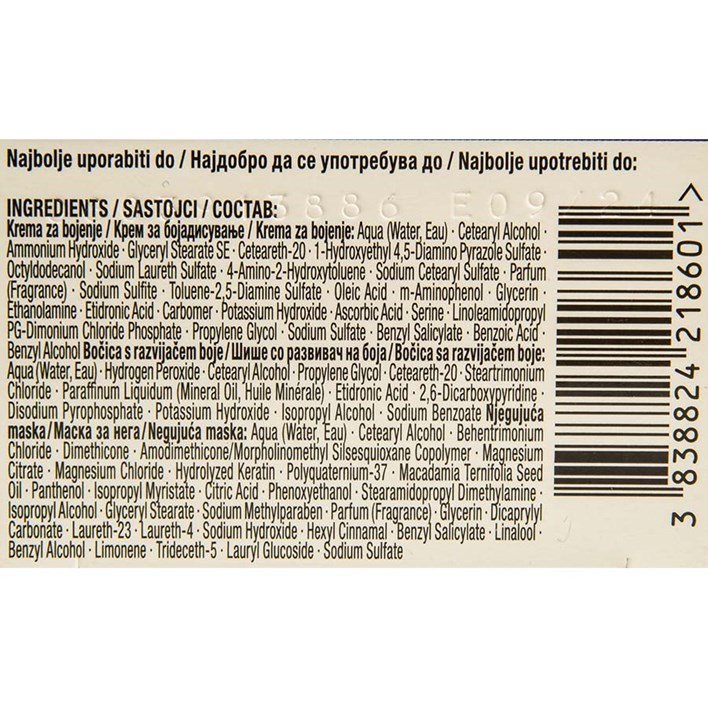 Najbolje uporabiti do / Најдобро да се употребува до / Najbolje upotrebiti do:
3886 E09/24
INGREDIENTS / SASTOJCI / СОСТАВ:
Krema za bojenje / Крем за бојадисување / Krema za bojenje: Aqua (Water, Eau) · Cetearyl Alcohol ·
Ammonium Hydroxide · Glyceryl Stearate SE · Ceteareth-20 · 1-Hydroxyethyl 4,5-Diamino Pyrazole Sulfate ·
Octyldodecanol · Sodium Laureth Sulfate · 4-Amino-2-Hydroxytoluene · Sodium Cetearyl Sulfate · Parfum
(Fragrance) · Sodium Sulfite · Toluene-2,5-Diamine Sulfate · Oleic Acid · m-Aminophenol · Glycerin ·
Ethanolamine · Etidronic Acid · Carbomer · Potassium Hydroxide · Ascorbic Acid · Serine · Linoleamidopropyl
PG-Dimonium Chloride Phosphate · Propylene Glycol · Sodium Sulfate · Benzyl Salicylate · Benzoic Acid ·
Benzyl Alcohol Bočica s razvijačem boje / Шише со развивач на боја / Bočica sa razvijačem boje:
Aqua (Water, Eau) · Hydrogen Peroxide · Cetearyl Alcohol · Propylene Glycol · Ceteareth-20 · Steartrimonium
Chloride · Paraffinum Liquidum (Mineral Oil, Huile Minérale) · Etidronic Acid · 2,6-Dicarboxypyridine ·
Disodium Pyrophosphate · Potassium Hydroxide · Isopropyl Alcohol · Sodium Benzoate Njegujuća
maska / Маска за нега / Negujuća maska: Aqua (Water, Eau) · Cetearyl Alcohol · Behentrimonium
Chloride · Dimethicone · Amodimethicone/Morpholinomethyl Silsesquioxane Copolymer · Magnesium
Citrate · Magnesium Chloride · Hydrolyzed Keratin · Polyquaternium-37 · Macadamia Ternifolia Seed
Oil · Panthenol · Isopropyl Myristate · Citric Acid · Phenoxyethanol · Stearamidopropyl Dimethylamine ·
Isopropyl Alcohol · Glyceryl Stearate · Sodium Methylparaben · Parfum (Fragrance) · Glycerin · Dicaprylyl
Carbonate · Laureth-23 · Laureth-4 · Sodium Hydroxide · Hexyl Cinnamal · Benzyl Salicylate · Linalool ·
Benzyl Alcohol · Limonene · Trideceth-5 · Lauryl Glucoside · Sodium Sulfate
3 838824 218601 >